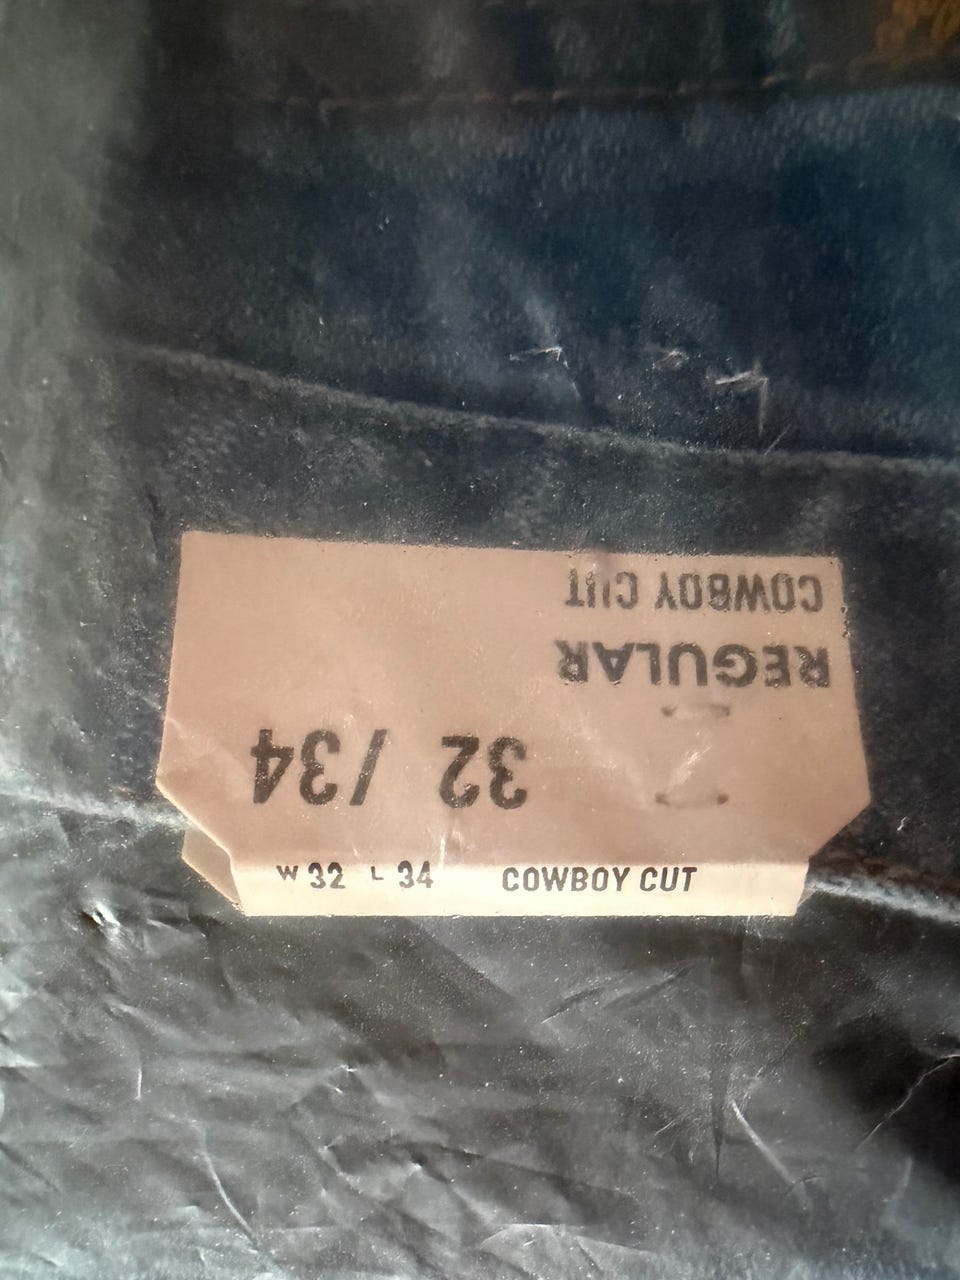 COWBOY CUT
REGULAR
32 /34
W 32 L 34 COWBOY CUT